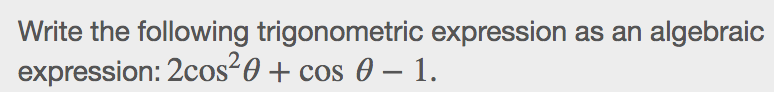 Write the following trigonometric expression as an algebraic
expression: 2cos²θ + cos θ − 1.